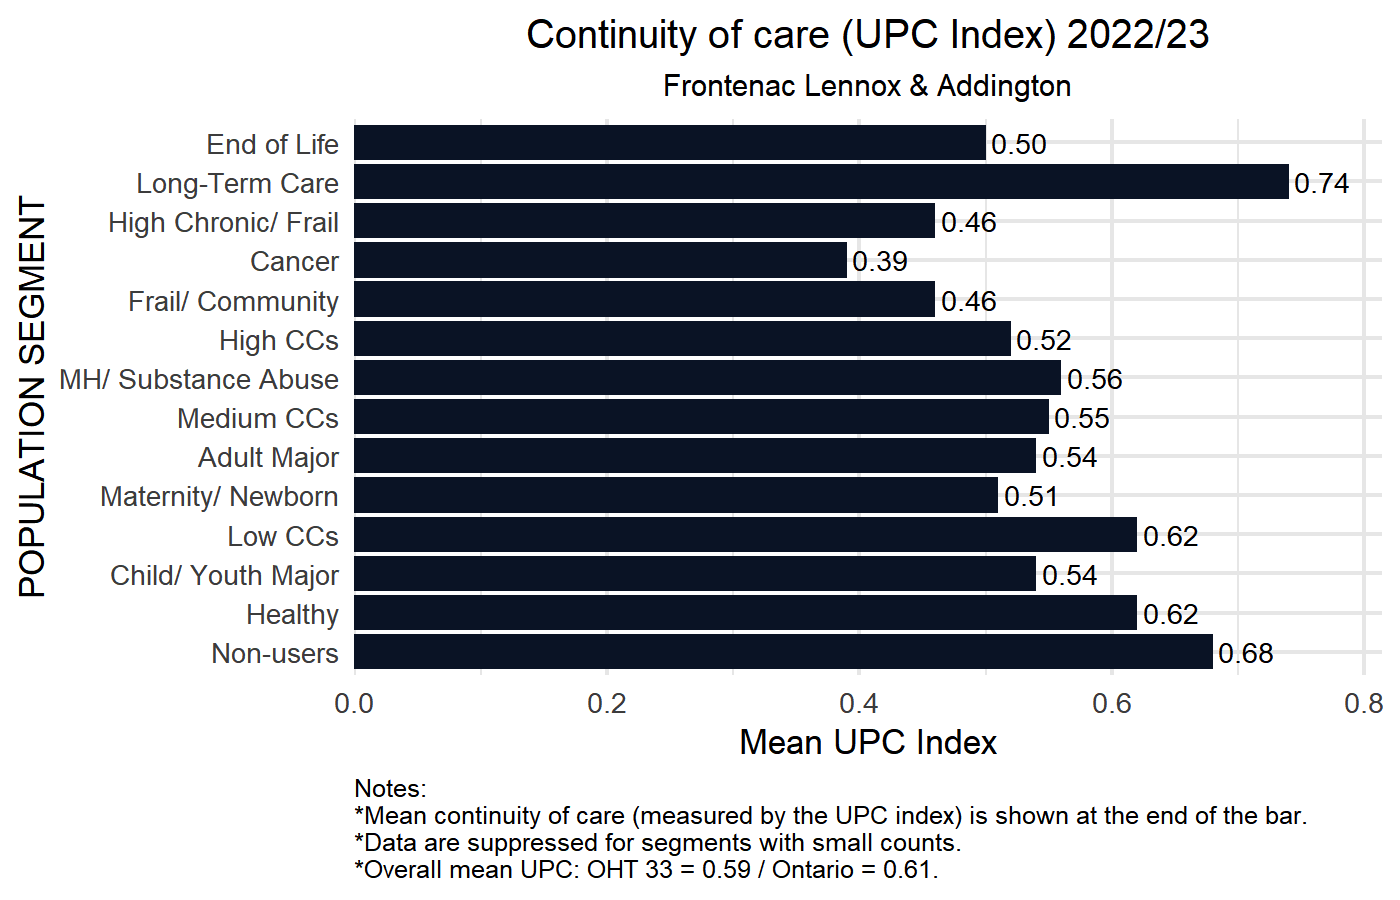 Continuity of care (UPC Index) 2022/23
Frontenac Lennox & Addington
POPULATION SEGMENT
End of Life 0.50
Long-Term Care 0.74
High Chronic/ Frail 0.46
Cancer 0.39
Frail/ Community 0.46
High CCs 0.52
MH/ Substance Abuse 0.56
Medium CCs 0.55
Adult Major 0.54
Maternity/ Newborn 0.51
Low CCs 0.62
Child/ Youth Major 0.54
Healthy 0.62
Non-users 0.68
0.0 0.2 0.4 0.6 0.8
Mean UPC Index
Notes:
*Mean continuity of care (measured by the UPC index) is shown at the end of the bar.
*Data are suppressed for segments with small counts.
*Overall mean UPC: OHT 33 = 0.59 / Ontario = 0.61.